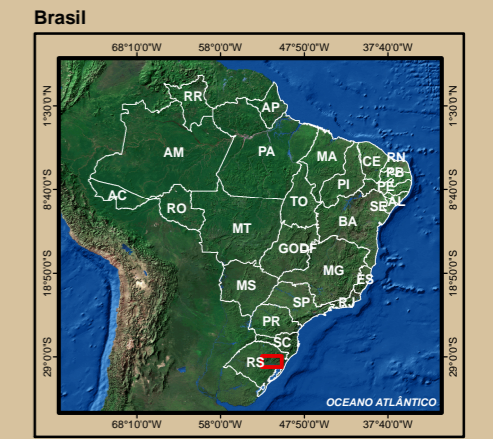 Brasil
68°10'0"W 58°0'0"W 47°50'0"W 37°40'0"W
1°30'0"N 1°30'0"N
RR
AP
AM
PA
MA
CE
RN
PB
PE
AL
SE
PI
AC
RO
TO
BA
8°40'0"S 8°40'0"S
MT
GO
DF
MG
ES
18°50'0"S 18°50'0"S
MS
SP
RJ
PR
SC
RS
29°0'0"S 29°0'0"S
OCEANO ATLÂNTICO
68°10'0"W 58°0'0"W 47°50'0"W 37°40'0"W